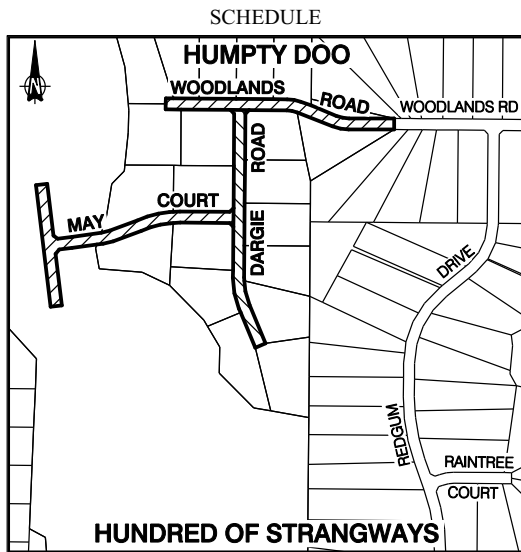 SCHEDULE
HUMPTY DOO
WOODLANDS ROAD
WOODLANDS RD
DARGIE ROAD
MAY COURT
REDGUM DRIVE
RAINTREE
COURT
HUNDRED OF STRANGWAYS